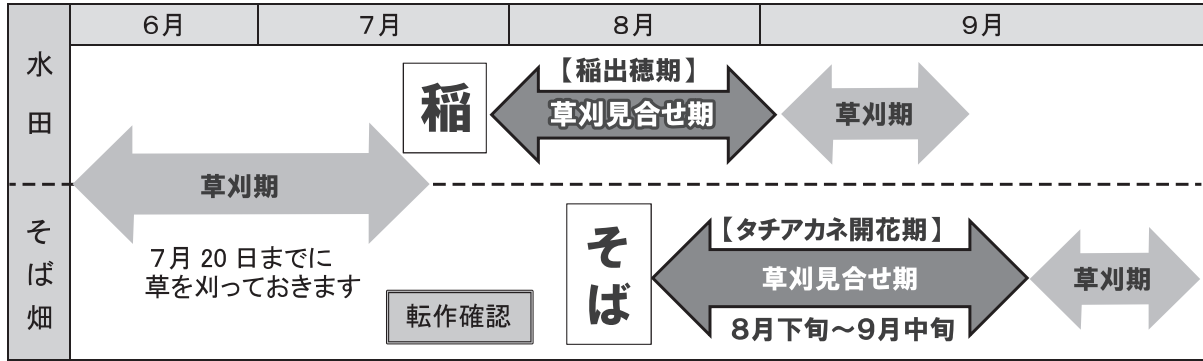 6月
7月
8月
9月
水田
稲
【稲出穂期】
草刈見合せ期
草刈期
草刈期
7月20日までに
草を刈っておきます
転作確認
そば畑
そば
【タチアカネ開花期】
草刈見合せ期
8月下旬~9月中旬
草刈期